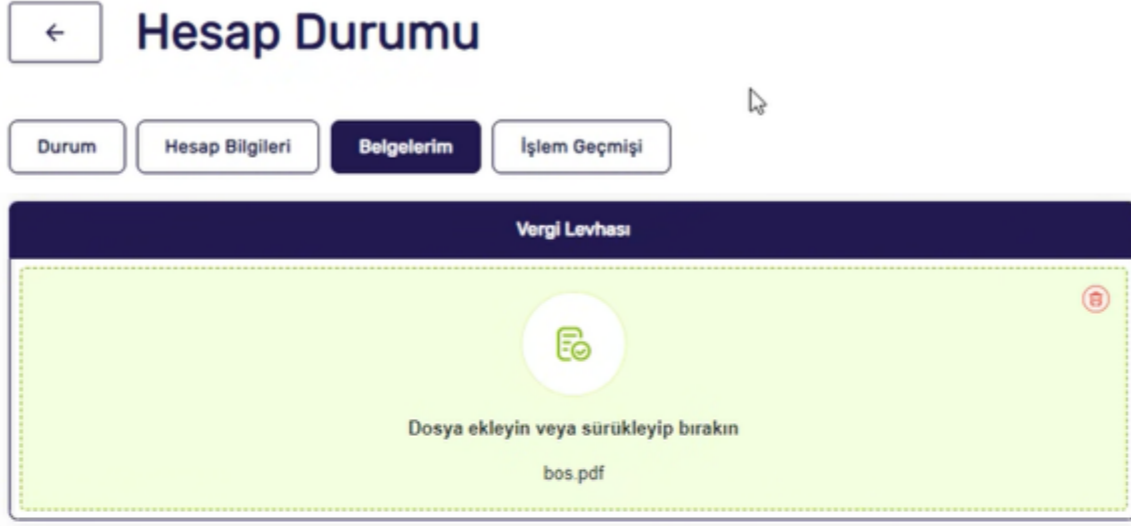 Hesap Durumu
Durum Hesap Bilgileri Belgelerim İşlem Geçmişi
Vergi Levhası
Dosya ekleyin veya sürükleyip bırakın
bos.pdf